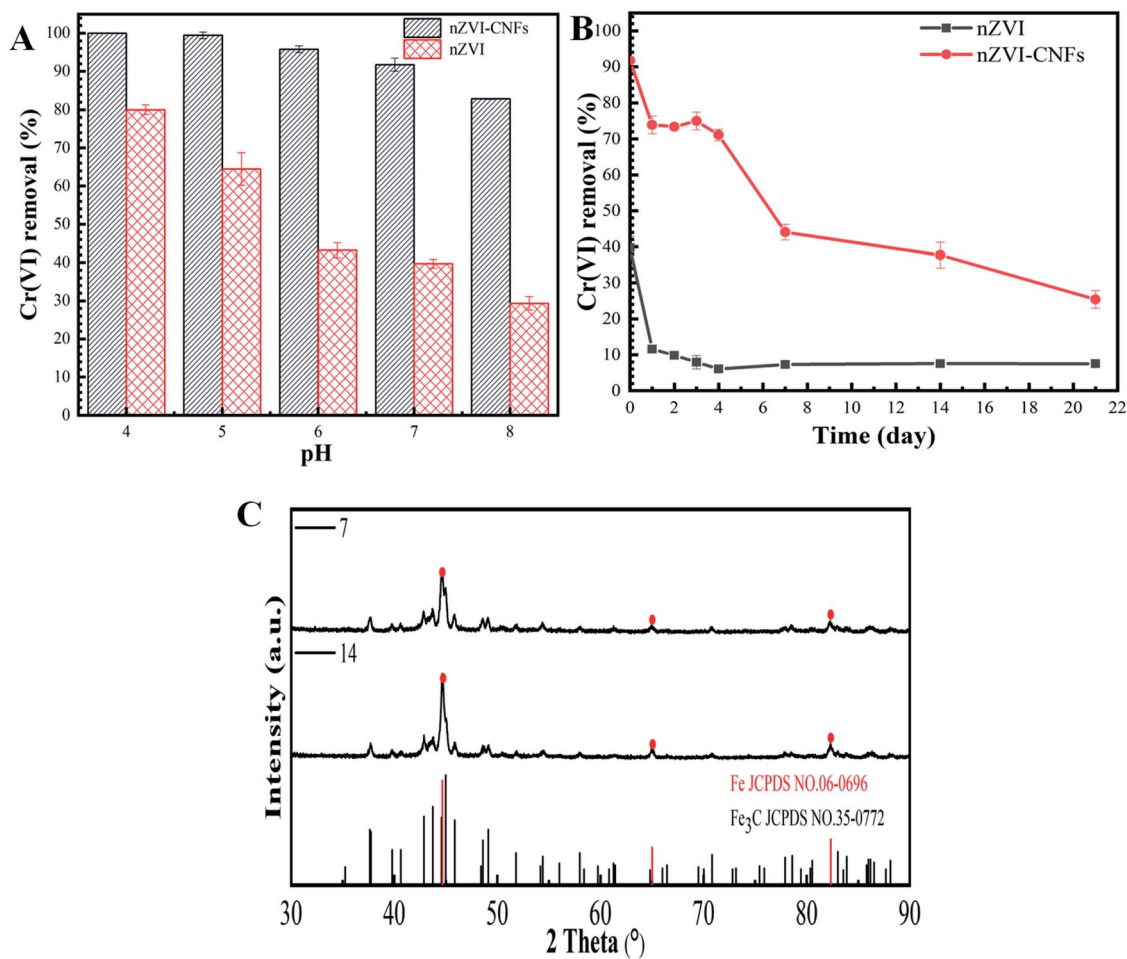 A
nZVI-CNFs
nZVI
Cr(VI) removal (%)
100
90
80
70
60
50
40
30
20
10
0
4 5 6 7 8
pH
B
nZVI
nZVI-CNFs
Cr(VI) removal (%)
100
90
80
70
60
50
40
30
20
10
0
0 2 4 6 8 10 12 14 16 18 20 22
Time (day)
C
7
14
Intensity (a.u.)
Fe JCPDS NO.06-0696
Fe3C JCPDS NO.35-0772
30 40 50 60 70 80 90
2 Theta (°)